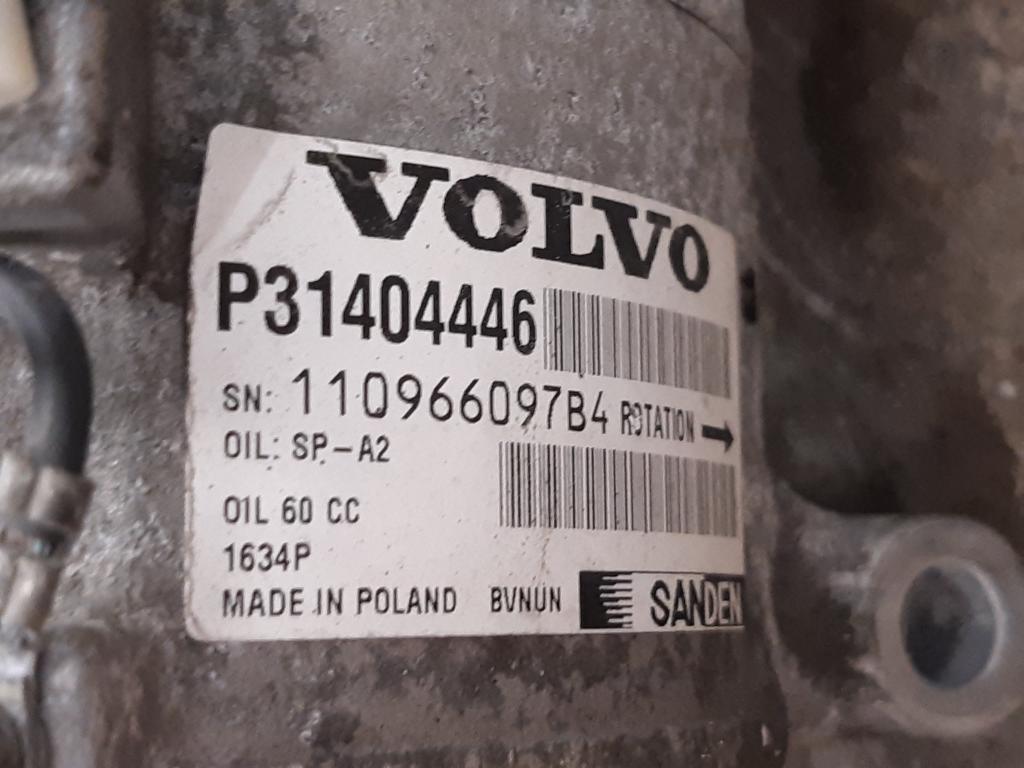 VOLVO
P31404446
SN: 110966097B4 ROTATION →
OIL: SP-A2
OIL 60 CC
1634P
MADE IN POLAND BVNUN SANDEN